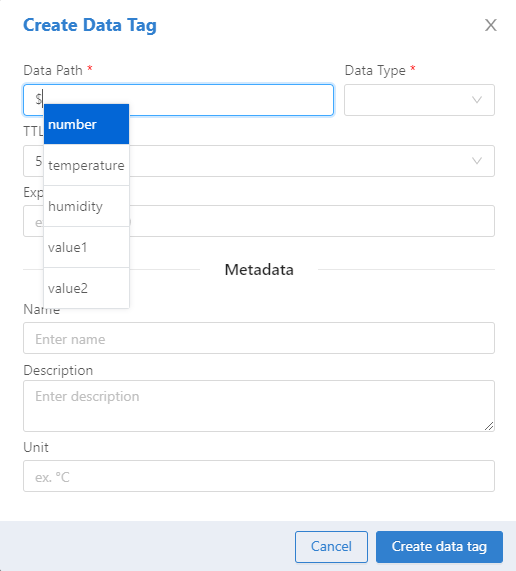 Create Data Tag
Data Path * Data Type *
$
number
TTL
temperature
5
Exp
humidity
value1
Metadata
value2
Name
Enter name
Description
Enter description
Unit
ex. °C
Cancel Create data tag